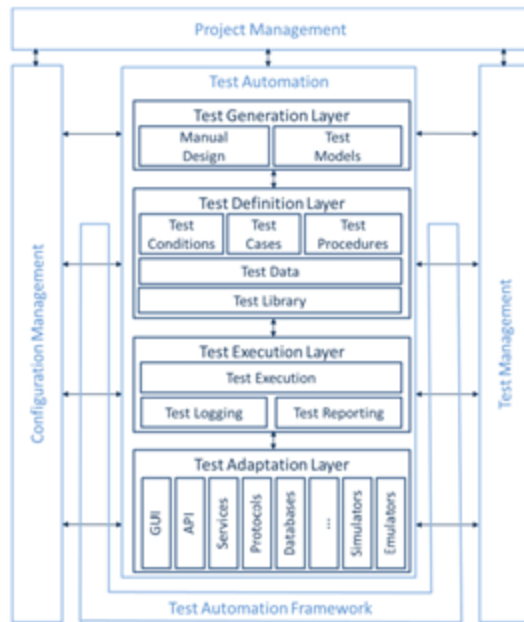 Project Management
Test Automation
Test Generation Layer
Manual
Design
Test
Models
Test Definition Layer
Test
Conditions
Test
Cases
Test
Procedures
Test Data
Test Library
Test Execution Layer
Test Execution
Test Logging
Test Reporting
Test Adaptation Layer
GUI
API
Services
Protocols
Databases
...
Simulators
Emulators
Configuration Management
Test Management
Test Automation Framework